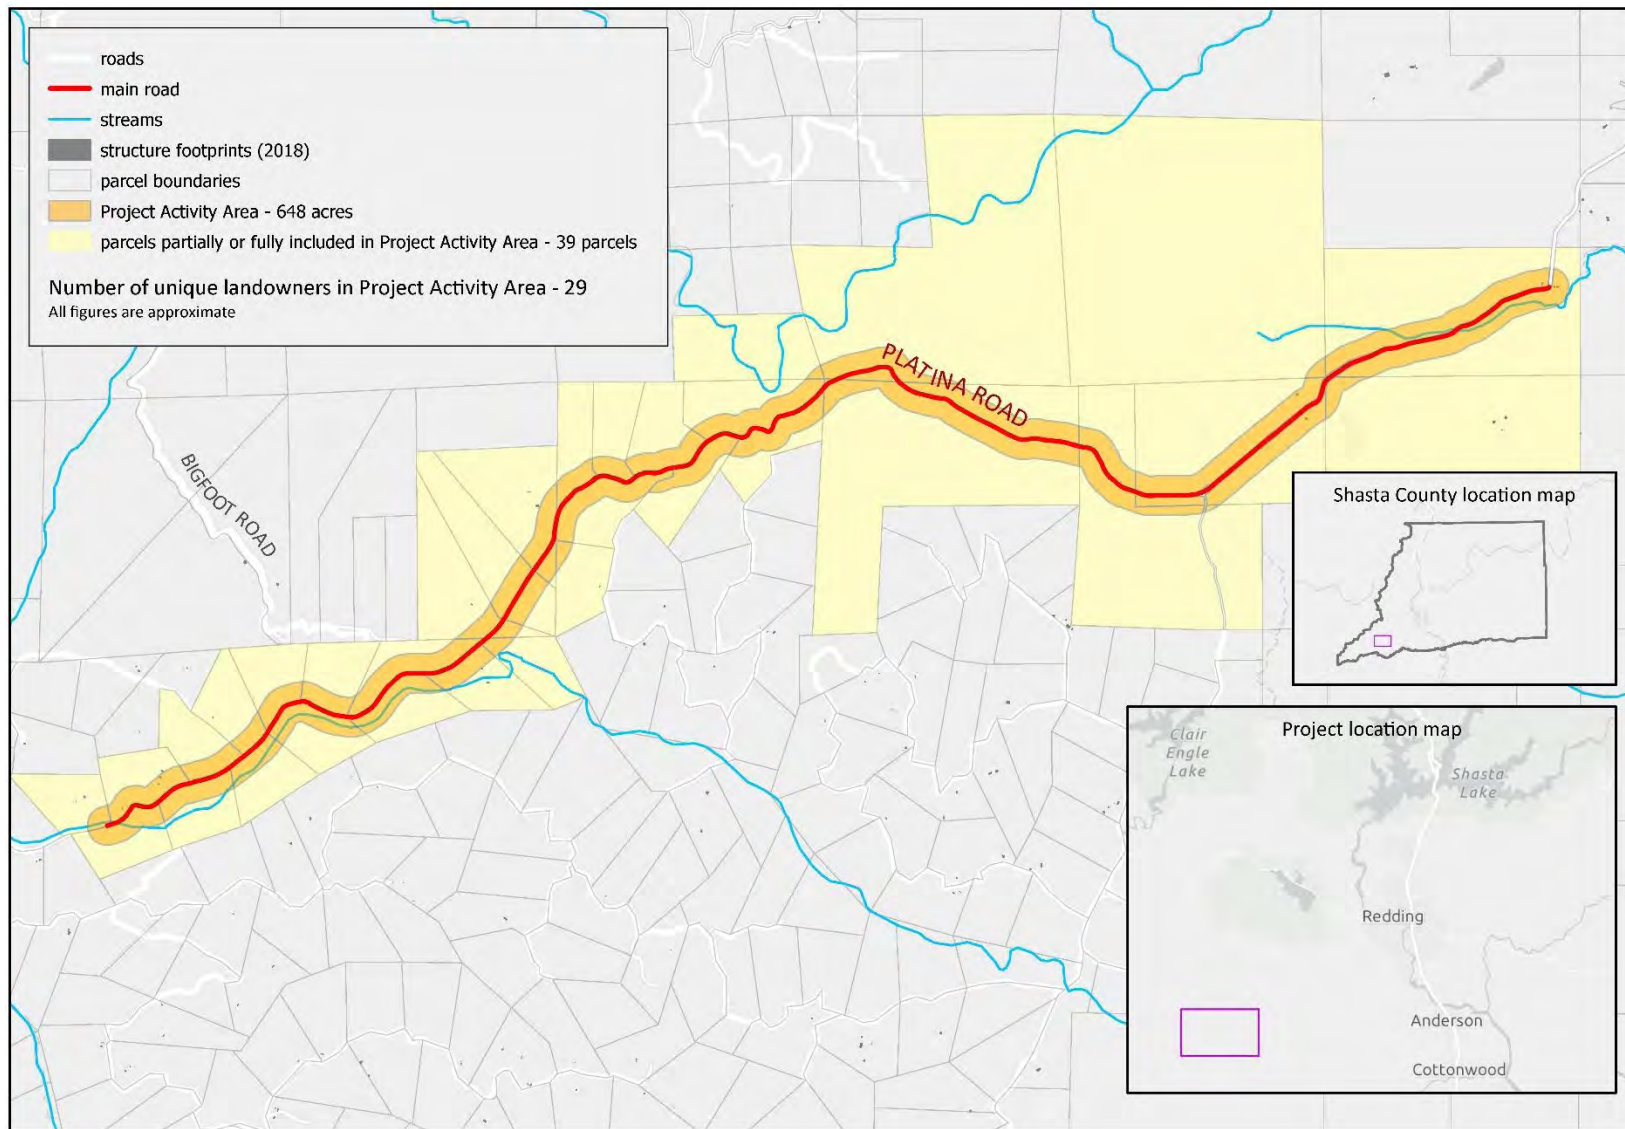 roads
main road
streams
structure footprints (2018)
parcel boundaries
Project Activity Area - 648 acres
parcels partially or fully included in Project Activity Area - 39 parcels
Number of unique landowners in Project Activity Area - 29
All figures are approximate
PLATINA ROAD
BIGFOOT ROAD
Shasta County location map
Project location map
Clair
Engle
Lake
Shasta
Lake
Redding
Anderson
Cottonwood